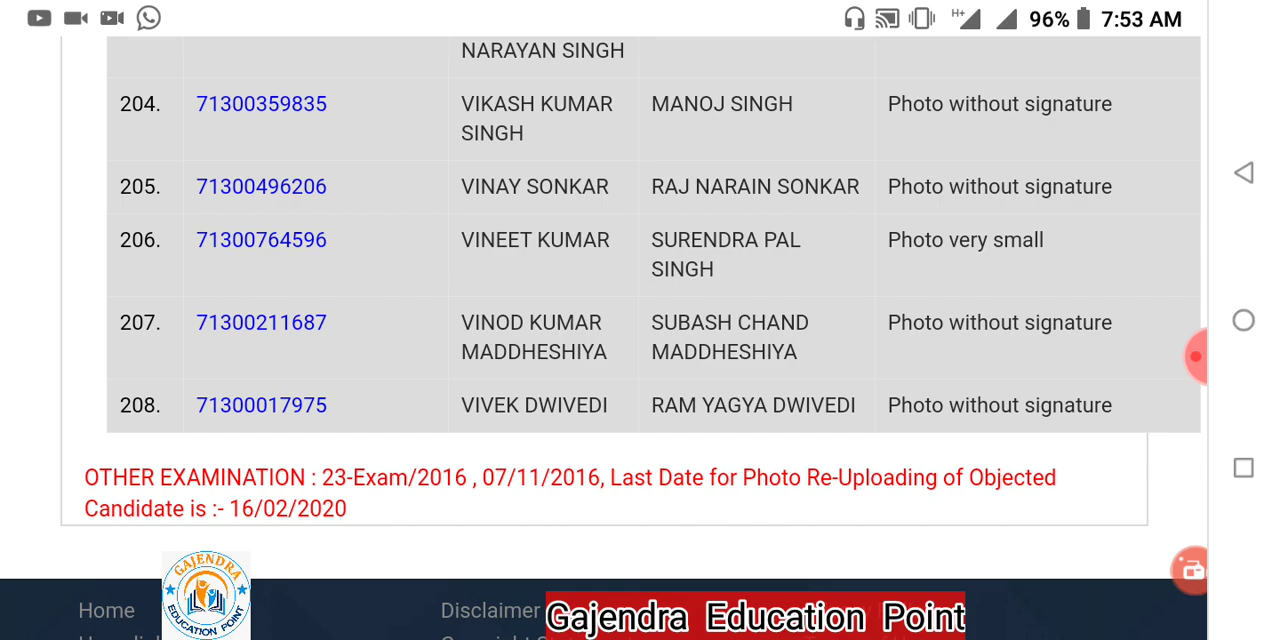 H+ 96% 7:53 AM
NARAYAN SINGH
204. 71300359835 VIKASH KUMAR MANOJ SINGH Photo without signature
SINGH
205. 71300496206 VINAY SONKAR RAJ NARAIN SONKAR Photo without signature
206. 71300764596 VINEET KUMAR SURENDRA PAL Photo very small
SINGH
207. 71300211687 VINOD KUMAR SUBASH CHAND Photo without signature
MADDHESHIYA MADDHESHIYA
208. 71300017975 VIVEK DWIVEDI RAM YAGYA DWIVEDI Photo without signature
OTHER EXAMINATION : 23-Exam/2016 , 07/11/2016, Last Date for Photo Re-Uploading of Objected
Candidate is :- 16/02/2020
GAJENDRA
EDUCATION POINT
Home Disclaimer
Gajendra Education Point